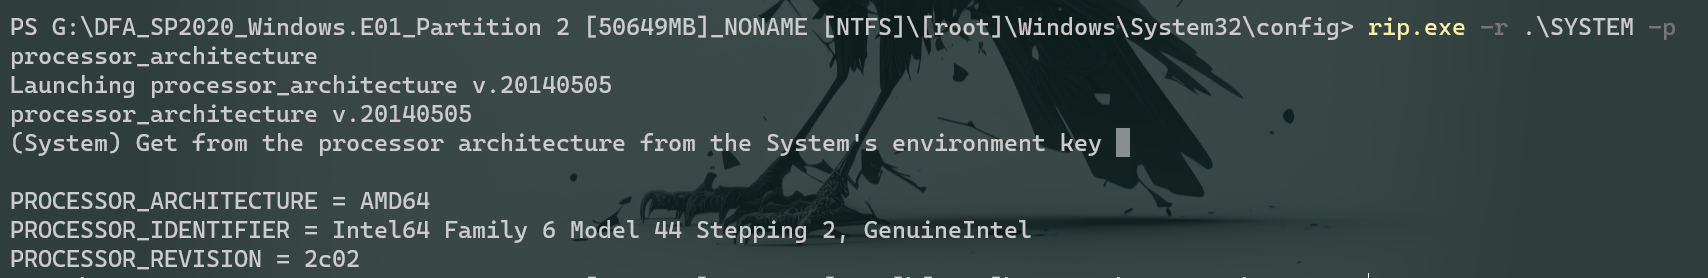 PS G:\DFA_SP2020_Windows.E01_Partition 2 [50649MB]_NONAME [NTFS]\[root]\Windows\System32\config> rip.exe -r .\SYSTEM -p
processor_architecture
Launching processor_architecture v.20140505
processor_architecture v.20140505
(System) Get from the processor architecture from the System's environment key
PROCESSOR_ARCHITECTURE = AMD64
PROCESSOR_IDENTIFIER = Intel64 Family 6 Model 44 Stepping 2, GenuineIntel
PROCESSOR_REVISION = 2c02